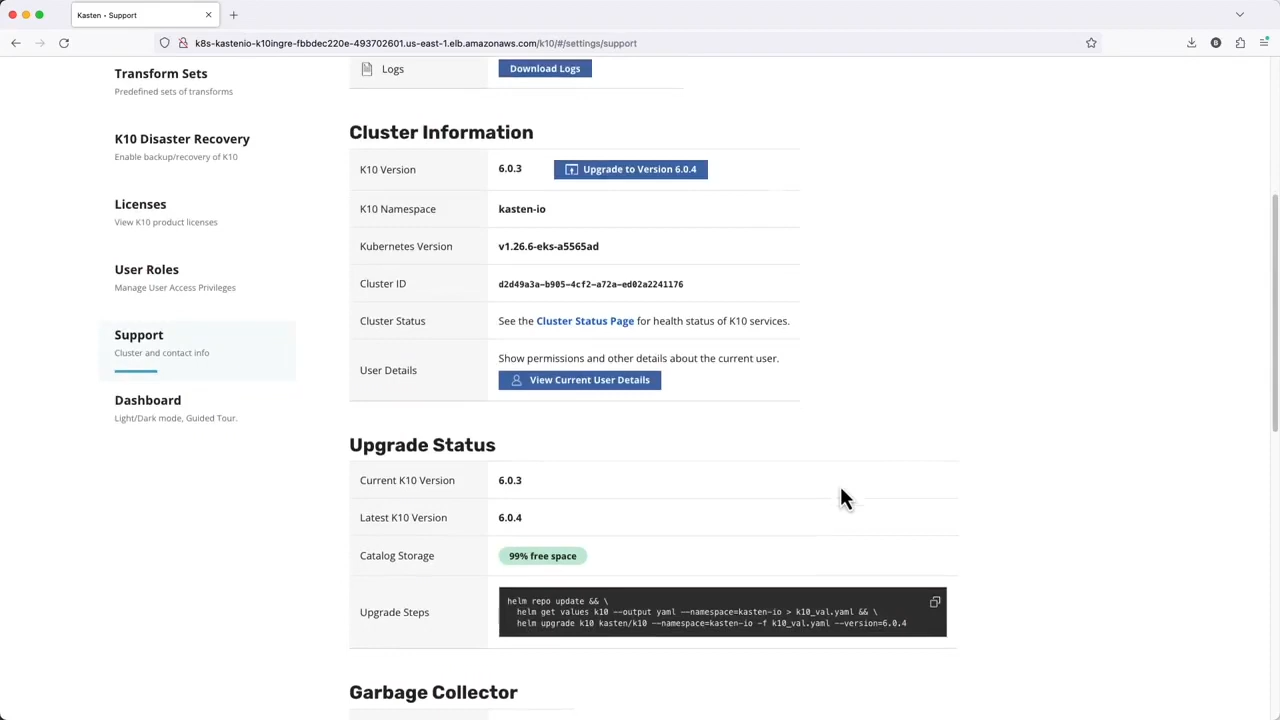 Kasten • Support
k8s-kastenio-k10ingre-fbbdec220e-493702601.us-east-1.elb.amazonaws.com/k10/#/settings/support
Transform Sets
Predefined sets of transforms
K10 Disaster Recovery
Enable backup/recovery of K10
Licenses
View K10 product licenses
User Roles
Manage User Access Privileges
Support
Cluster and contact info
Dashboard
Light/Dark mode, Guided Tour.
Logs
Download Logs
Cluster Information
K10 Version
6.0.3
Upgrade to Version 6.0.4
K10 Namespace
kasten-io
Kubernetes Version
v1.26.6-eks-a5565ad
Cluster ID
d2d49a3a-b905-4cf2-a72a-ed02a2241176
Cluster Status
See the Cluster Status Page for health status of K10 services.
User Details
Show permissions and other details about the current user.
View Current User Details
Upgrade Status
Current K10 Version
6.0.3
Latest K10 Version
6.0.4
Catalog Storage
99% free space
Upgrade Steps
helm repo update && \
helm get values k10 --output yaml --namespace=kasten-io > k10_val.yaml && \
helm upgrade k10 kasten/k10 --namespace=kasten-io -f k10_val.yaml --version=6.0.4
Garbage Collector